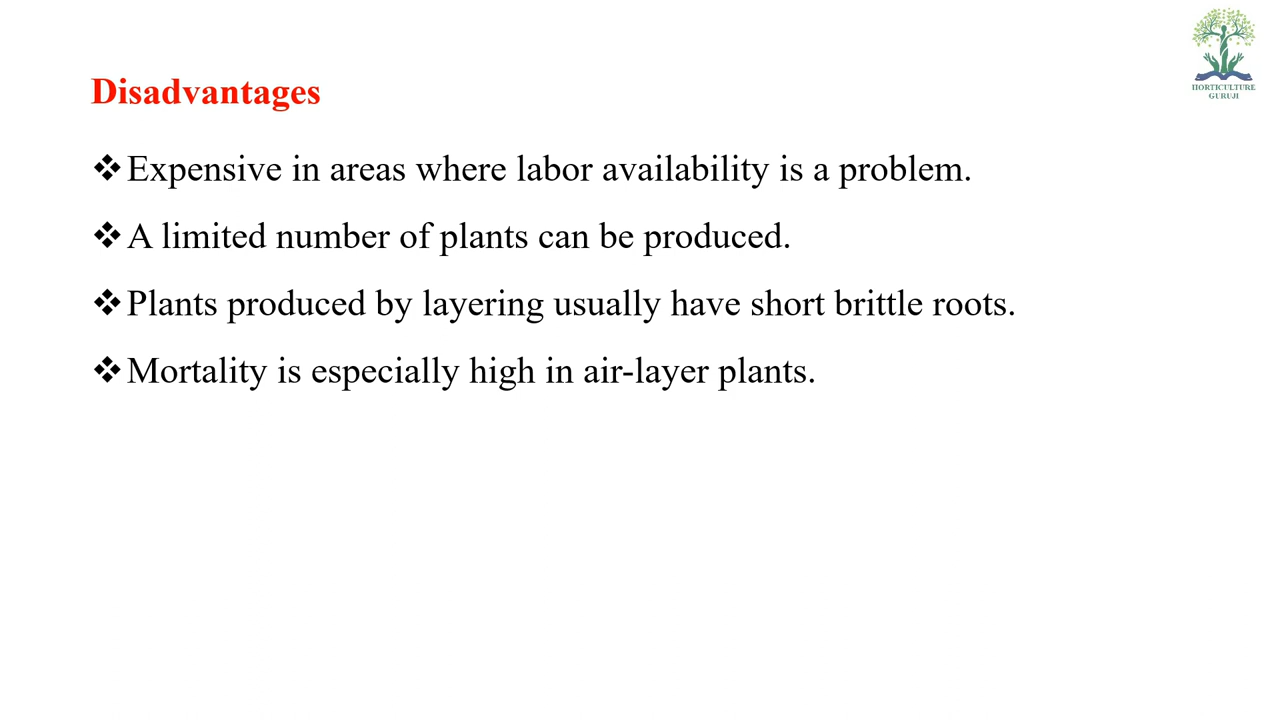 HORTICULTURE
GURUJI
Disadvantages
❖Expensive in areas where labor availability is a problem.
❖A limited number of plants can be produced.
❖Plants produced by layering usually have short brittle roots.
❖Mortality is especially high in air-layer plants.